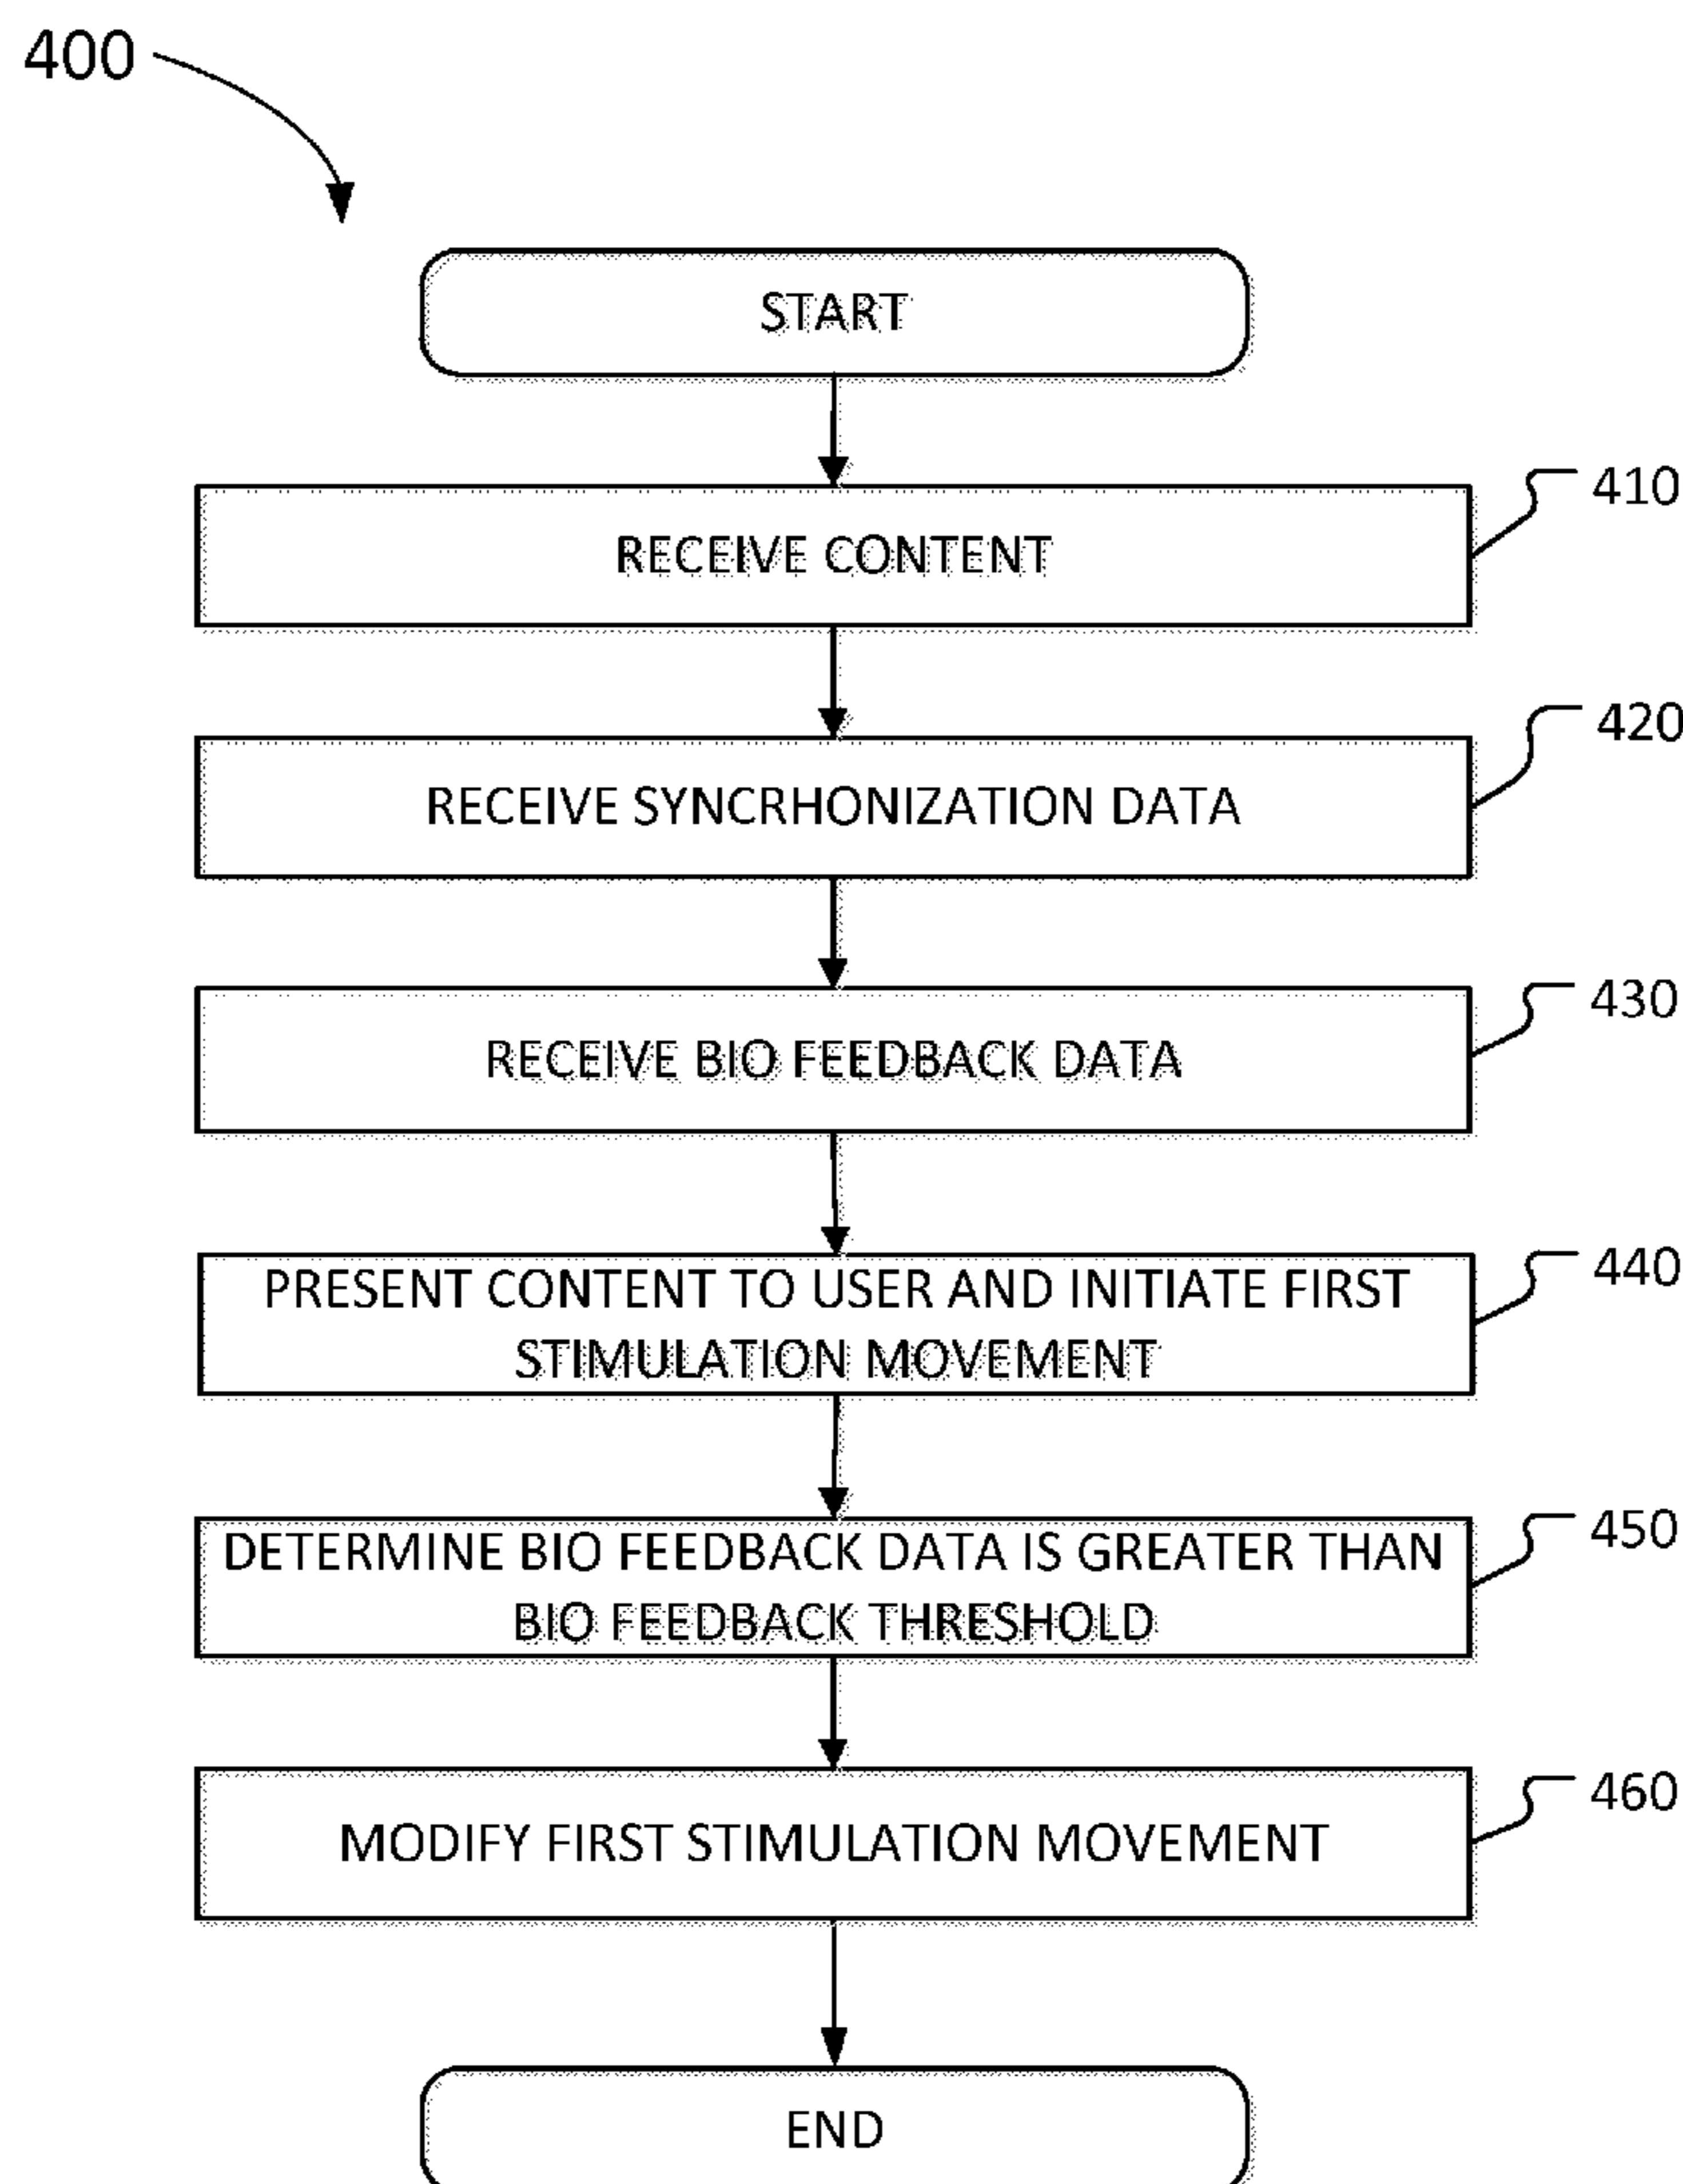 400
START
410
RECEIVE CONTENT
420
RECEIVE SYNCRHONIZATION DATA
430
RECEIVE BIO FEEDBACK DATA
440
PRESENT CONTENT TO USER AND INITIATE FIRST
STIMULATION MOVEMENT
450
DETERMINE BIO FEEDBACK DATA IS GREATER THAN
BIO FEEDBACK THRESHOLD
460
MODIFY FIRST STIMULATION MOVEMENT
END